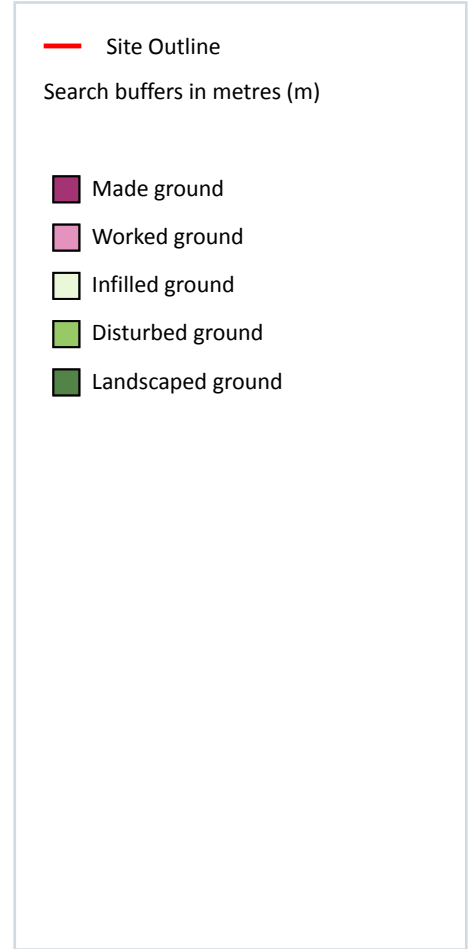 Site Outline
Search buffers in metres (m)
Made ground
Worked ground
Infilled ground
Disturbed ground
Landscaped ground